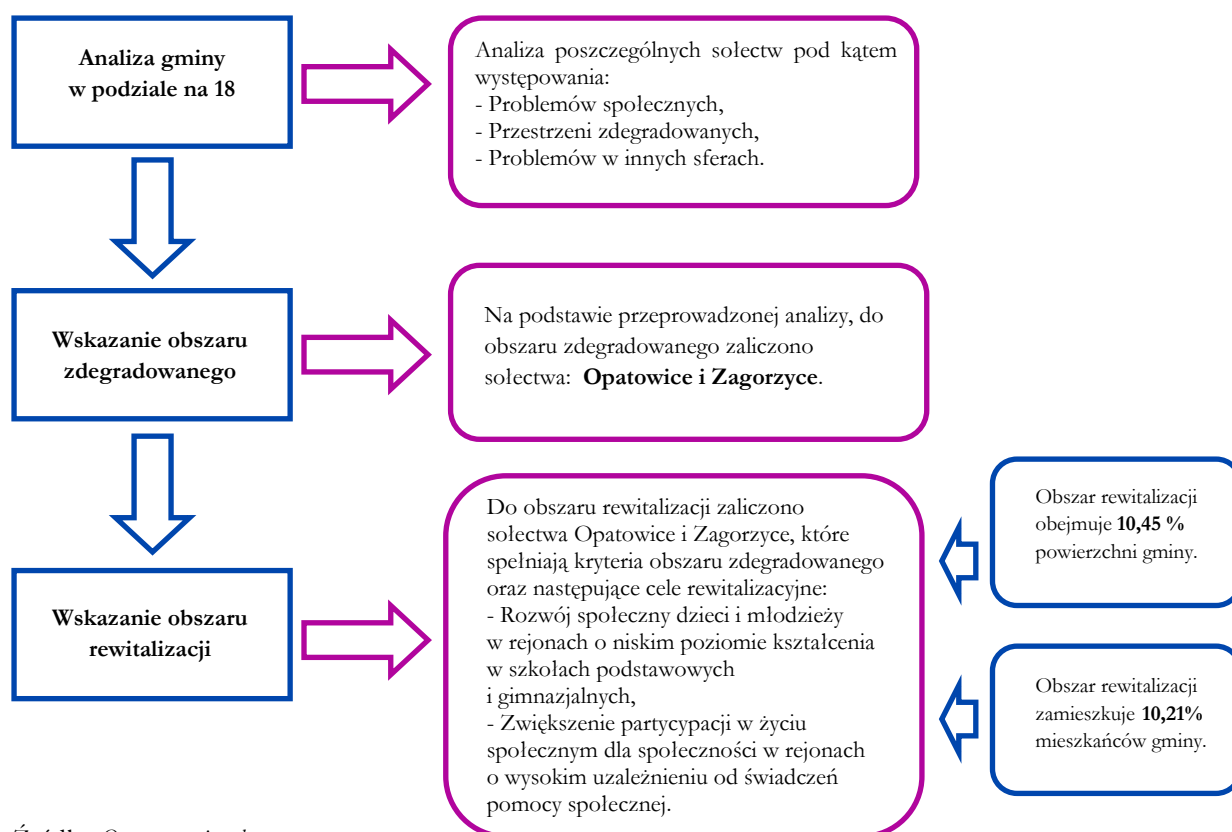 Analiza gminy
w podziale na 18
Analiza poszczególnych sołectw pod kątem
występowania:
- Problemów społecznych,
- Przestrzeni zdegradowanych,
- Problemów w innych sferach.
Wskazanie obszaru
zdegradowanego
Na podstawie przeprowadzonej analizy, do
obszaru zdegradowanego zaliczono
sołectwa: Opatowice i Zagorzyce.
Wskazanie obszaru
rewitalizacji
Do obszaru rewitalizacji zaliczono
sołectwa Opatowice i Zagorzyce, które
spełniają kryteria obszaru zdegradowanego
oraz następujące cele rewitalizacyjne:
- Rozwój społeczny dzieci i młodzieży
w rejonach o niskim poziomie kształcenia
w szkołach podstawowych
i gimnazjalnych,
- Zwiększenie partycypacji w życiu
społecznym dla społeczności w rejonach
o wysokim uzależnieniu od świadczeń
pomocy społecznej.
Obszar rewitalizacji
obejmuje 10,45 %
powierzchni gminy.
Obszar rewitalizacji
zamieszkuje 10,21%
mieszkańców gminy.